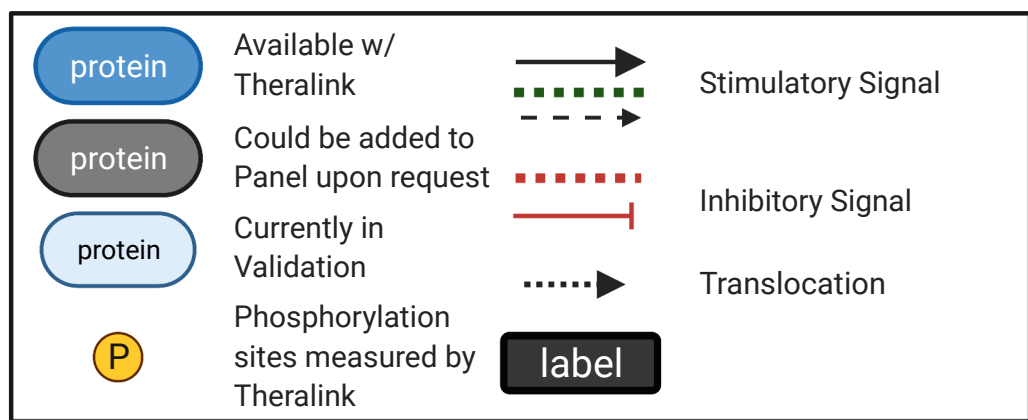 protein
Available w/
Theralink
protein
Could be added to
Panel upon request
protein
Currently in
Validation
P
Phosphorylation
sites measured by
Theralink
Stimulatory Signal
Inhibitory Signal
Translocation
label